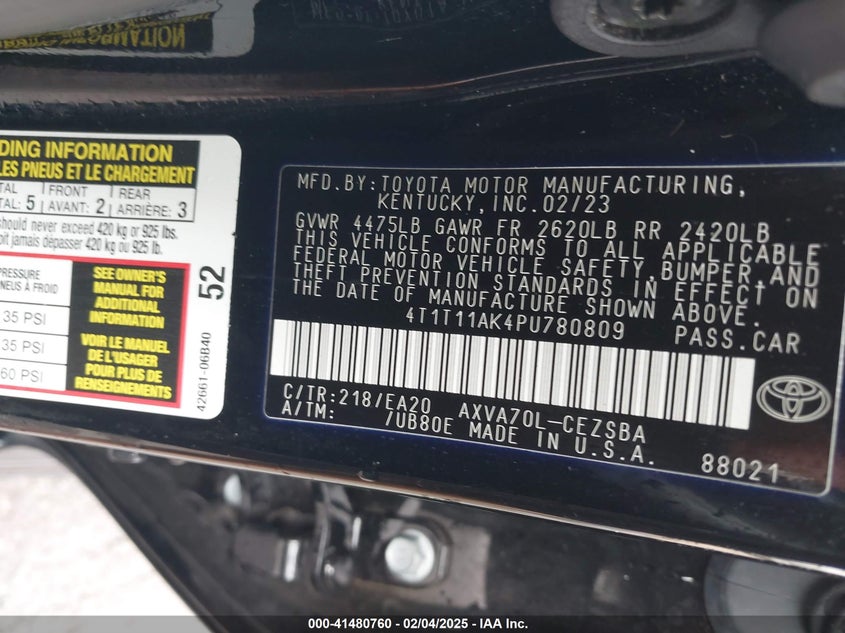 DING INFORMATION
LES PNEUS ET LE CHARGEMENT
TAL 5 FRONT 2 REAR 3
TAL: AVANT: ARRIÈRE:
hould never exceed 420 kg or 925 lbs.
oit jamais dépasser 420 kg ou 925 lb.
PRESSURE
NEUS À FROID
35 PSI
35 PSI
60 PSI
SEE OWNER'S
MANUAL FOR
ADDITIONAL
INFORMATION
VOIR LE MANUEL
DE L'USAGER
POUR PLUS DE
RENSEIGNEMENTS
52
42661-06B40
MFD.BY:TOYOTA MOTOR MANUFACTURING,
KENTUCKY,INC.02/23
GVWR 4475LB GAWR FR 2620LB RR 2420LB
THIS VEHICLE CONFORMS TO ALL APPLICABLE
FEDERAL MOTOR VEHICLE SAFETY,BUMPER,AND
THEFT PREVENTION STANDARDS IN EFFECT ON
THE DATE OF MANUFACTURE SHOWN ABOVE.
4T1T11AK4PU780809 PASS.CAR
C/TR:218/EA20 AXVA70L-CEZSBA
A/TM: /UB80E MADE IN U.S.A.
88021
000-41480760 — 02/04/2025 — IAA Inc.